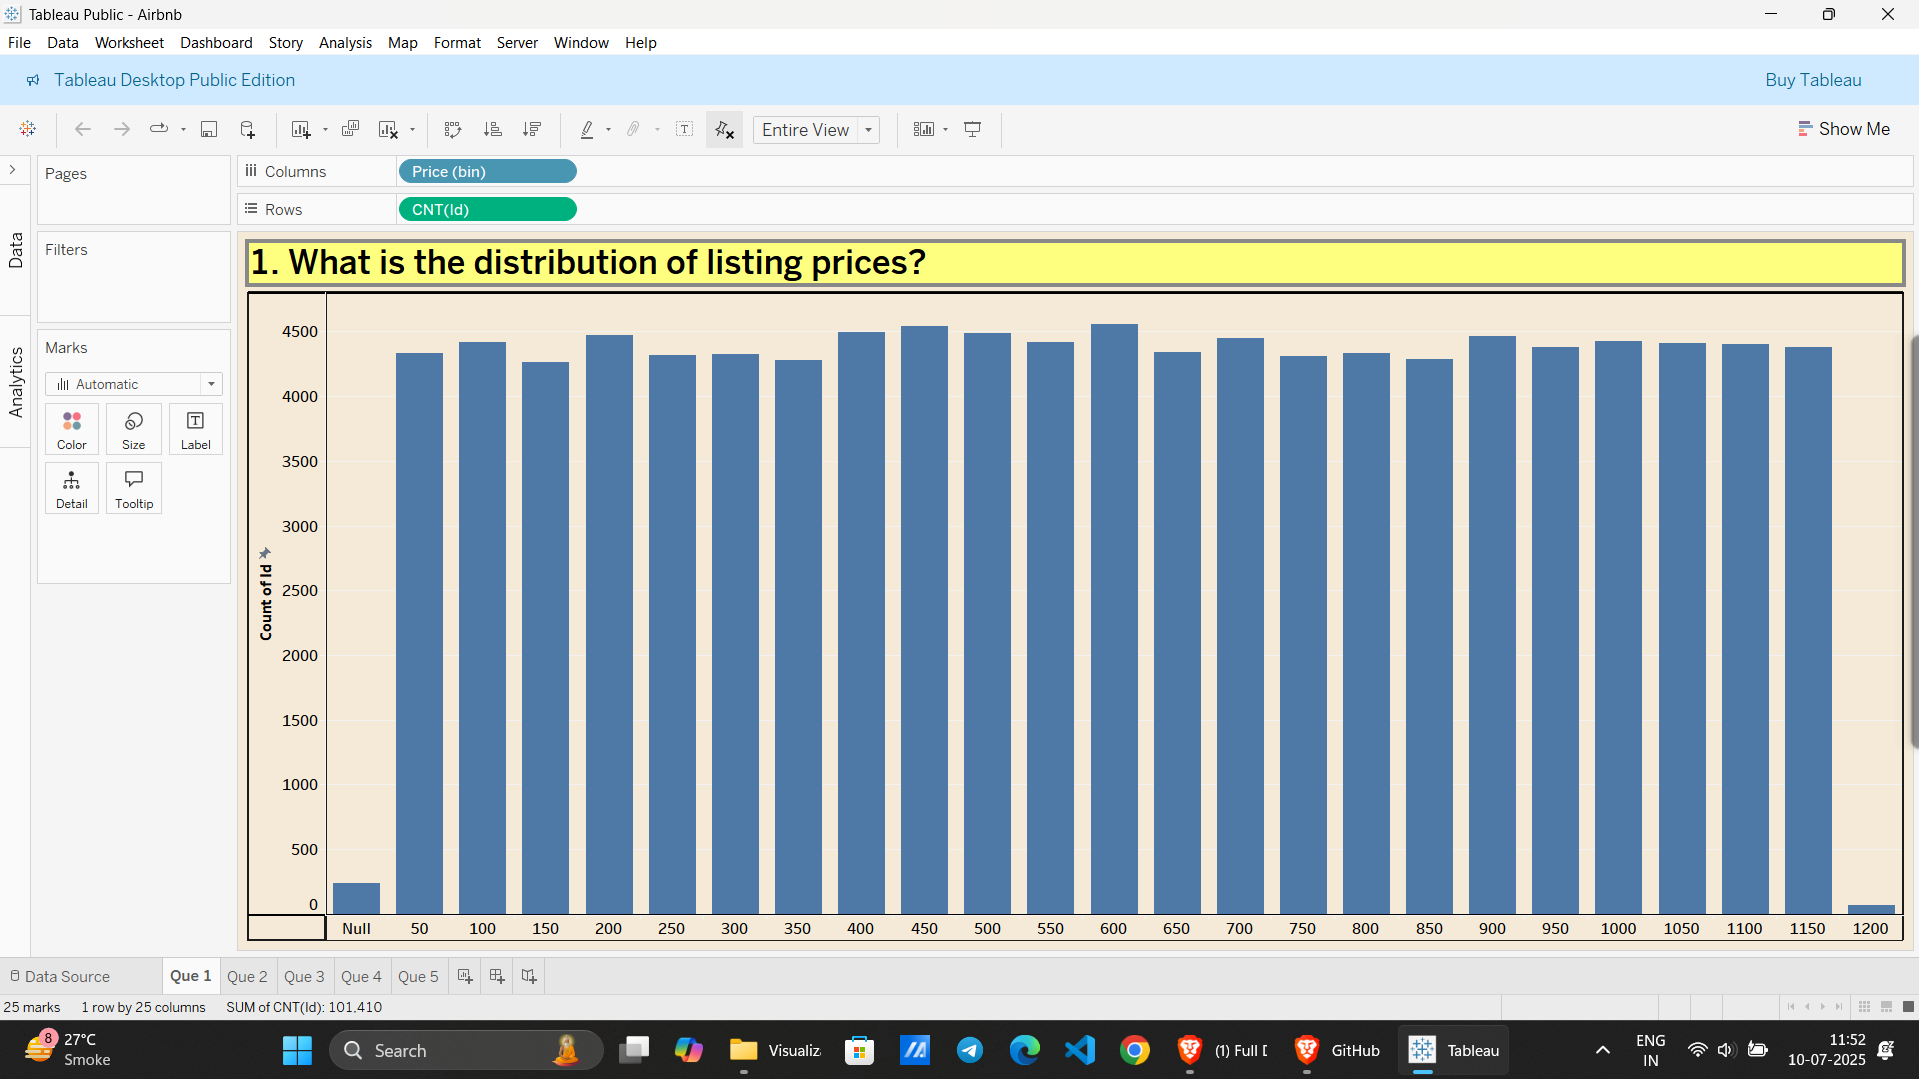 Tableau Public - Airbnb
File Data Worksheet Dashboard Story Analysis Map Format Server Window Help
Tableau Desktop Public Edition Buy Tableau
Entire View Show Me
Pages
Columns Price (bin)
Rows CNT(Id)
Data
Filters
1. What is the distribution of listing prices?
Marks
Analytics
Automatic
Color Size Label
Detail Tooltip
Count of Id
4500
4000
3500
3000
2500
2000
1500
1000
500
0
Null 50 100 150 200 250 300 350 400 450 500 550 600 650 700 750 800 850 900 950 1000 1050 1100 1150 1200
Data Source Que 1 Que 2 Que 3 Que 4 Que 5
25 marks 1 row by 25 columns SUM of CNT(Id): 101,410
8 27°C
Smoke
Search
Visualiz
(1) Full D
GitHub
Tableau
ENG
IN
11:52
10-07-2025